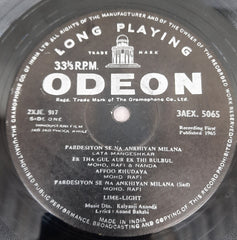 LONG PLAYING
TRADE MARK
33⅓ R.P.M.
ODEON
Regd. Trade Mark of The Gramophone Co., Ltd.
SIDE ONE
3AEX. 5065
Recording First
Published 1965
PARDESIYON SE NA ANKHIYAN MILANA
LATA MANGESHKAR
EK THA GUL AUR EK THI BULBUL
MOHD. RAFI & NANDA
AFFOO KHUDAYA
MOHD. RAFI
PARDESIYON SE NA ANKHIYAN MILANA (Sad)
MOHD. RAFI
LIME-LIGHT
Music Dir.: Kalyanji Anandji
Lyrics: Anand Bakshi
MADE IN INDIA